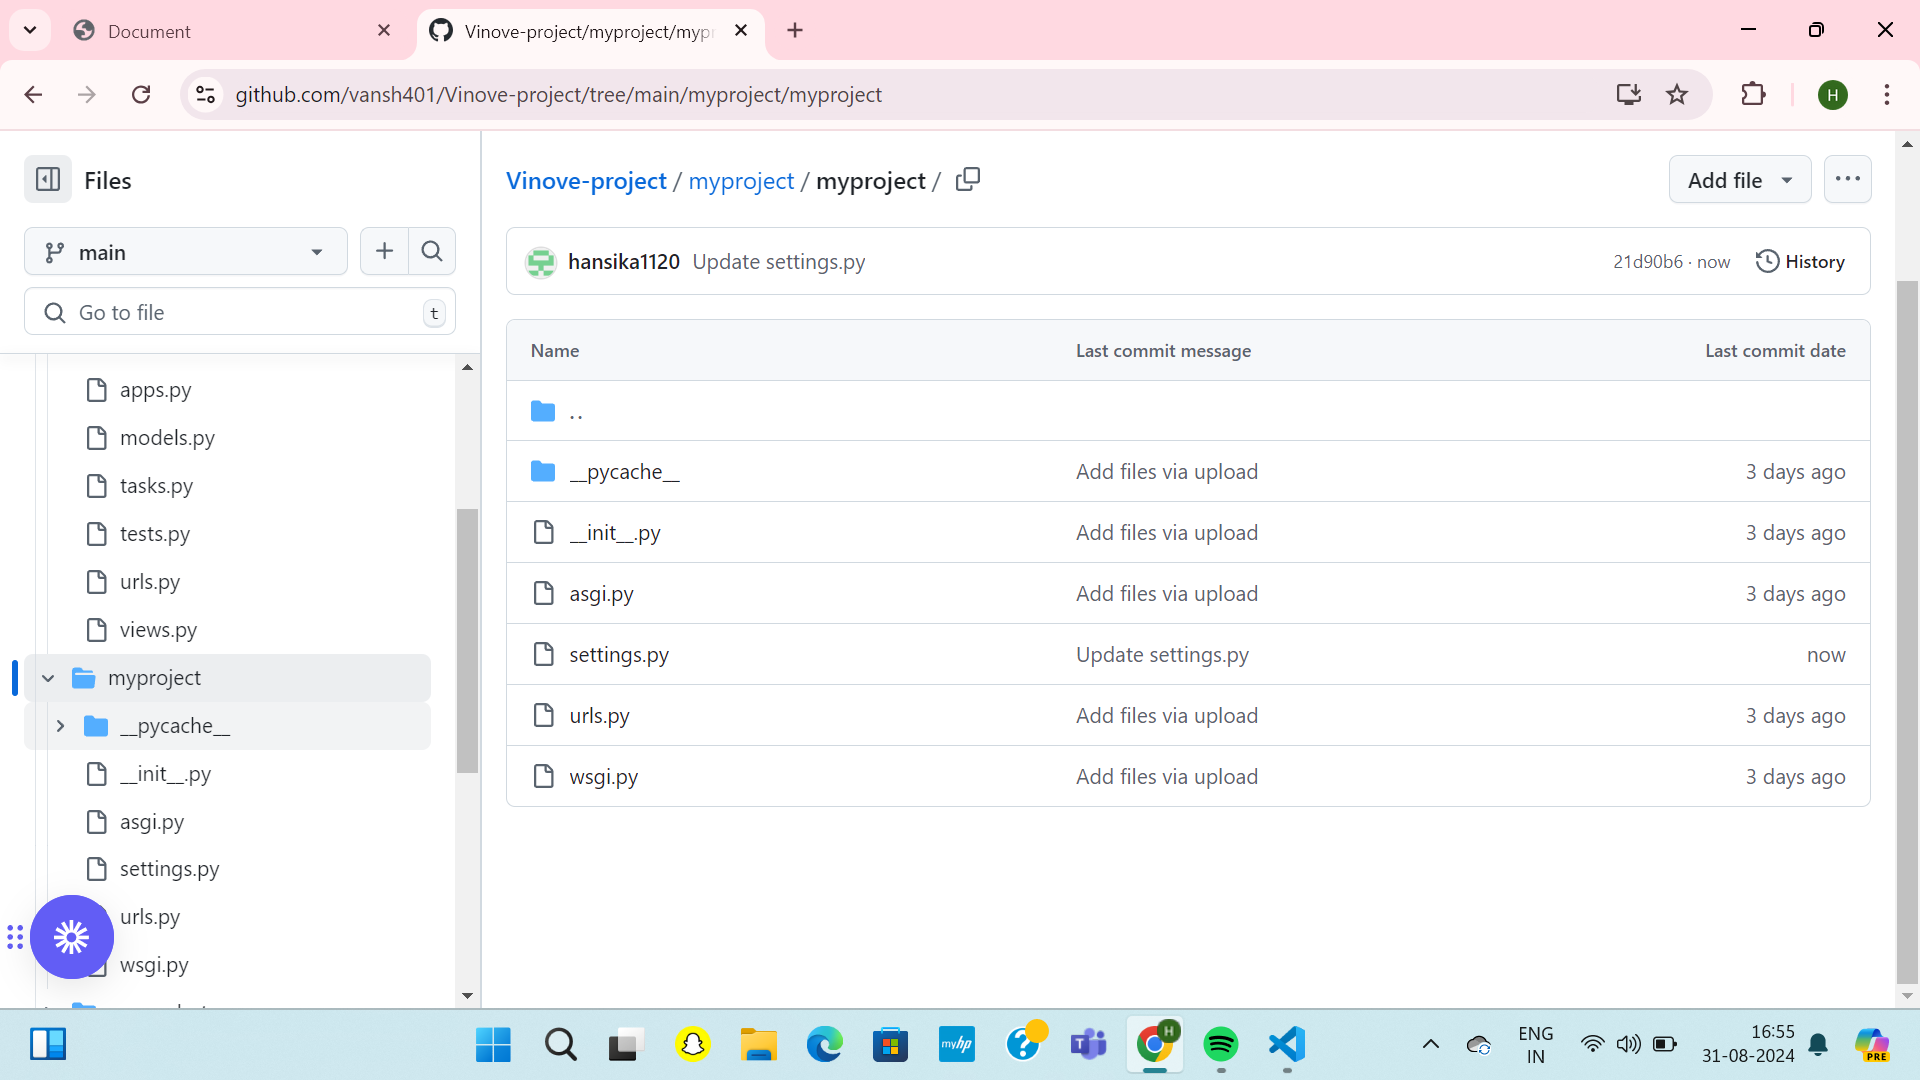 Document
Vinove-project/myproject/mypr
github.com/vansh401/Vinove-project/tree/main/myproject/myproject
H
Files
main
Go to file
t
apps.py
models.py
tasks.py
tests.py
urls.py
views.py
myproject
__pycache__
__init__.py
asgi.py
settings.py
urls.py
wsgi.py
Vinove-project / myproject / myproject /
Add file
hansika1120 Update settings.py
21d90b6 · now
History
Name Last commit message Last commit date
..
__pycache__ Add files via upload 3 days ago
__init__.py Add files via upload 3 days ago
asgi.py Add files via upload 3 days ago
settings.py Update settings.py now
urls.py Add files via upload 3 days ago
wsgi.py Add files via upload 3 days ago
myhp
?
T
H
ENG
IN
16:55
31-08-2024
PRE